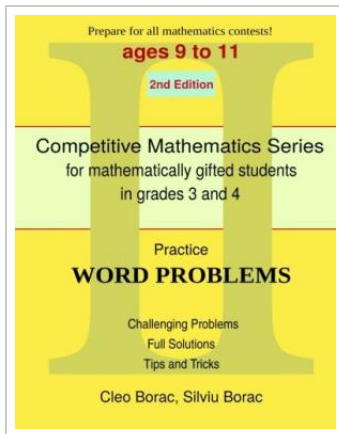 Prepare for all mathematics contests!
ages 9 to 11
2nd Edition
II
Competitive Mathematics Series
for mathematically gifted students
in grades 3 and 4
Practice
WORD PROBLEMS
Challenging Problems
Full Solutions
Tips and Tricks
Cleo Borac, Silviu Borac